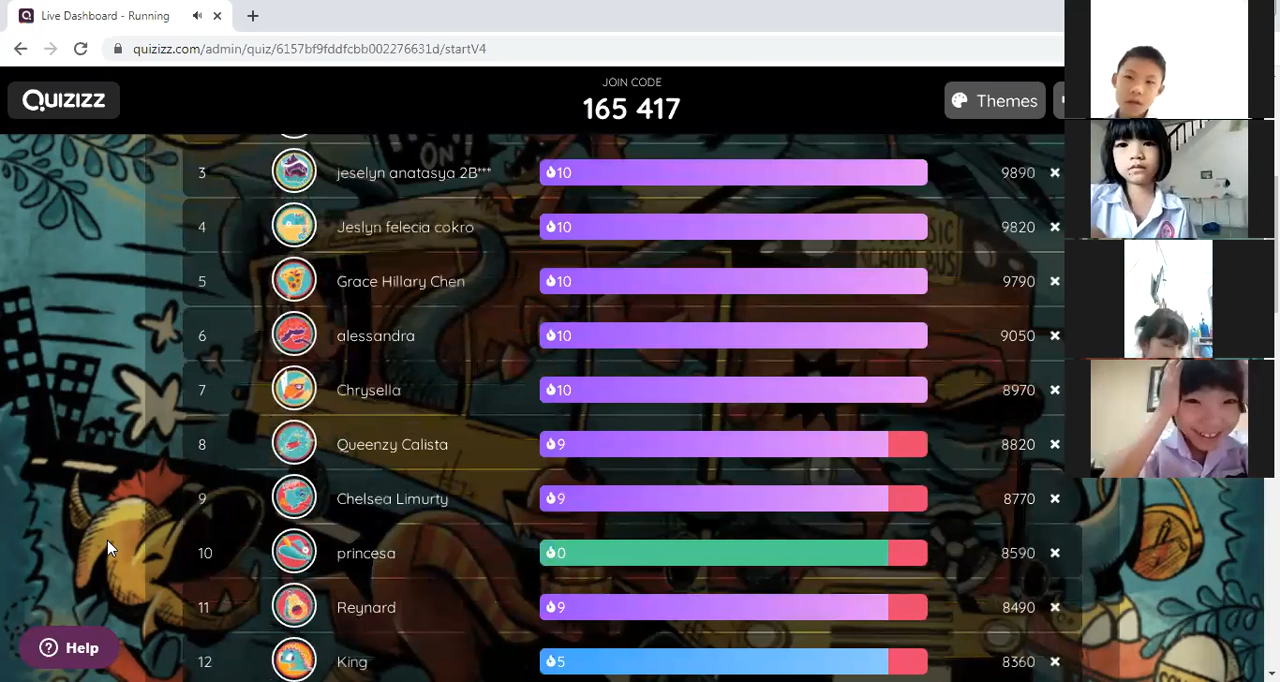 Live Dashboard - Running
quizizz.com/admin/quiz/6157bf9fddfcbb002276631d/startV4
QUIZIZZ
JOIN CODE
165 417
Themes
ON!
3 jeselyn anatasya 2B*** 10 9890
4 Jeslyn felecia cokro 10 9820
5 Grace Hillary Chen 10 9790
6 alessandra 10 9050
7 Chrysella 10 8970
8 Queenzy Calista 9 8820
9 Chelsea Limurty 9 8770
10 princesa 0 8590
11 Reynard 9 8490
12 King 5 8360
SCHOOL BUS
Help